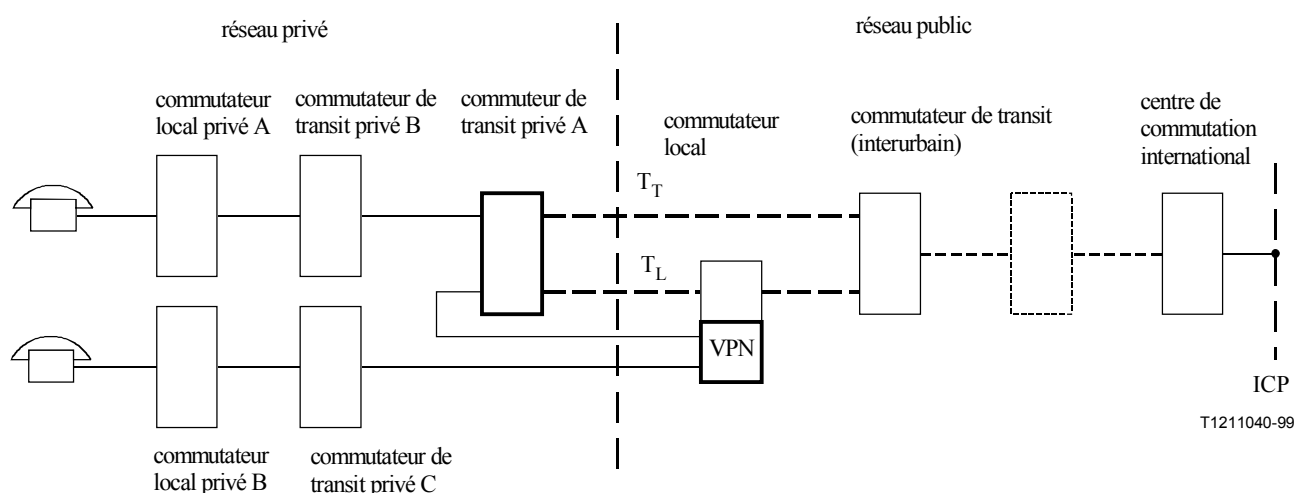 réseau privé
réseau public
commutateur
local privé A
commutateur de
transit privé B
commuteur de
transit privé A
commutateur
local
commutateur de transit
(interurbain)
centre de
commutation
international
T_T
T_L
VPN
ICP
T1211040-99
commutateur
local privé B
commutateur de
transit privé C